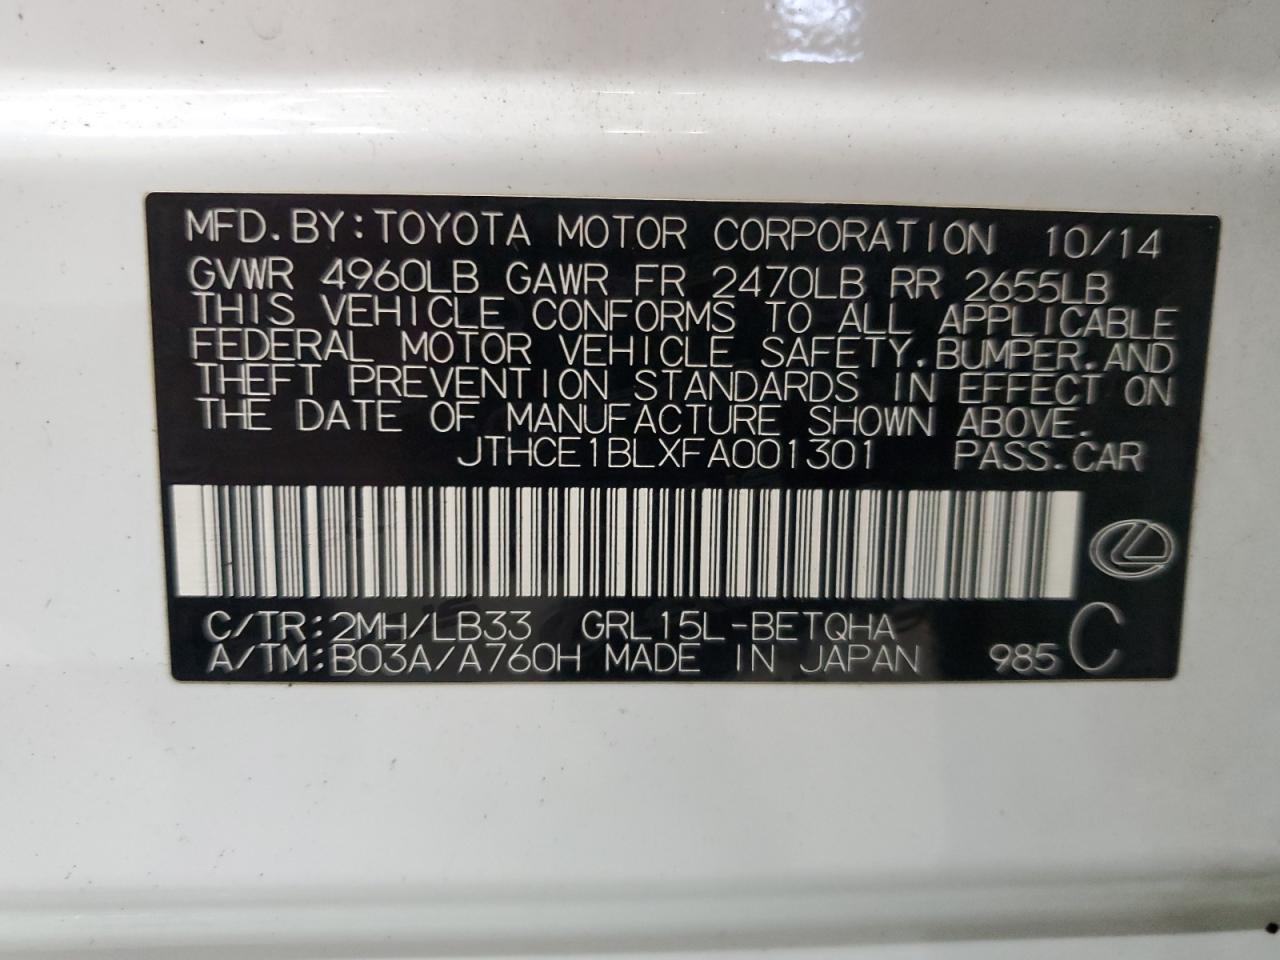 MFD.BY:TOYOTA MOTOR CORPORATION 10/14
GVWR 4960LB GAWR FR 2470LB RR 2655LB
THIS VEHICLE CONFORMS TO ALL APPLICABLE
FEDERAL MOTOR VEHICLE SAFETY.BUMPER.AND
THEFT PREVENTION STANDARDS IN EFFECT ON
THE DATE OF MANUFACTURE SHOWN ABOVE.
JTHCE1BLXFA001301 PASS.CAR
C/TR:2MH/LB33 GRL15L-BETQHA
A/TM:B03A/A760H MADE IN JAPAN 985 C